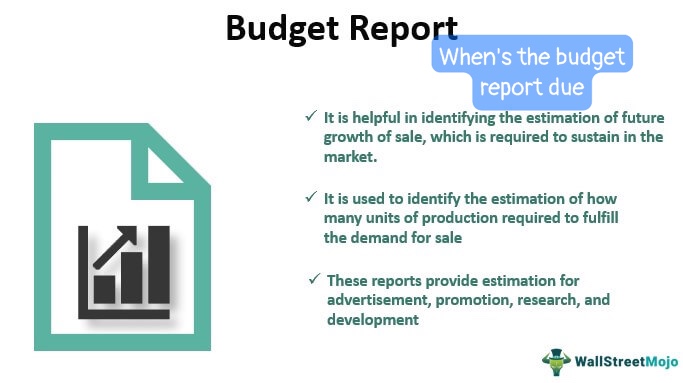 Budget Report
When's the budget
report due
✓ It is helpful in identifying the estimation of future
growth of sale, which is required to sustain in the
market.
✓ It is used to identify the estimation of how
many units of production required to fulfill
the demand for sale
✓ These reports provide estimation for
advertisement, promotion, research, and
development
WallStreetMojo